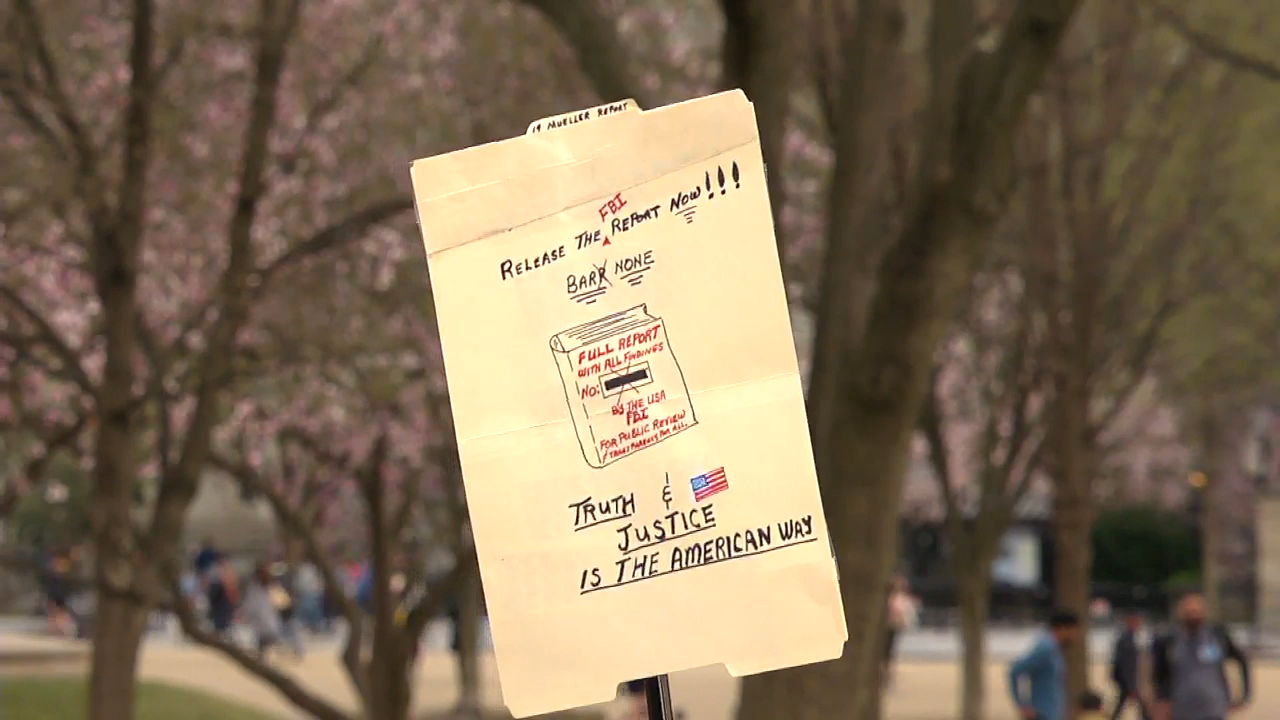 19 MUELLER REPORT
RELEASE THE FBI REPORT NOW!!!
BARR NONE
FULL REPORT
WITH ALL FINDINGS
NO:
BY THE USA
FBI
FOR PUBLIC REVIEW
TRANSPARENCY FOR ALL
TRUTH &
JUSTICE
IS THE AMERICAN WAY